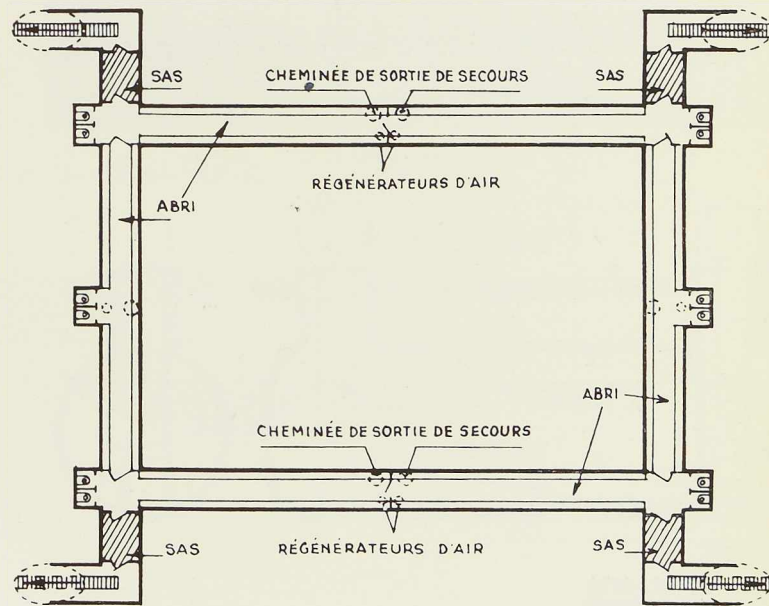 SAS
CHEMINÉE DE SORTIE DE SECOURS
SAS
RÉGÉNÉRATEURS D'AIR
ABRI
ABRI
CHEMINÉE DE SORTIE DE SECOURS
SAS
RÉGÉNÉRATEURS D'AIR
SAS